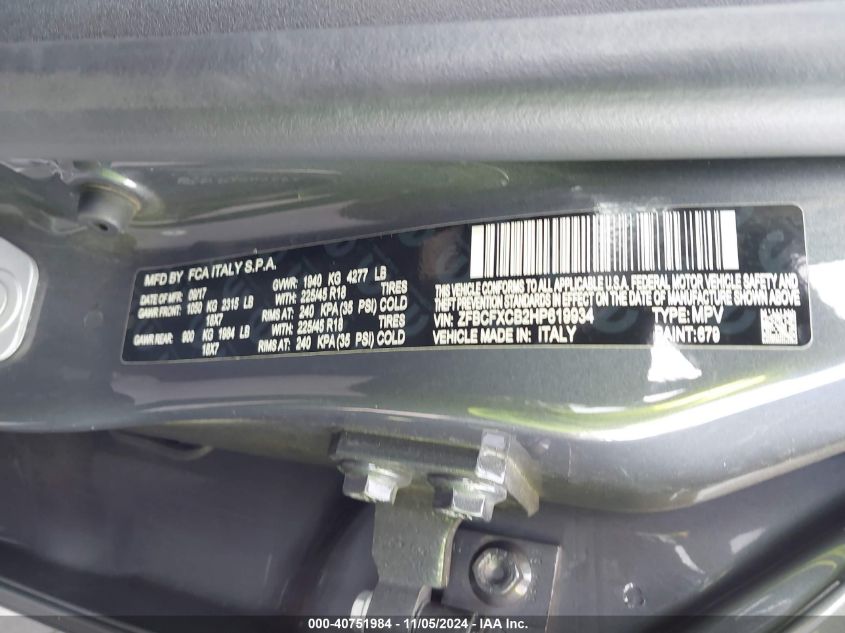 MFD BY FCA ITALY S.P.A.
DATE OF MFR 09/17 GVWR: 1940 KG 4277 LB
GAWR FRONT: 1050 KG 2315 LB WITH: 225/45 R18 TIRES
18X7 RIMS AT: 240 KPA (35 PSI) COLD
GAWR REAR: 900 KG 1984 LB WITH: 225/45 R18 TIRES
18X7 RIMS AT: 240 KPA (35 PSI) COLD
THIS VEHICLE CONFORMS TO ALL APPLICABLE U.S.A. FEDERAL MOTOR VEHICLE SAFETY AND
THEFT PREVENTION STANDARDS IN EFFECT ON THE DATE OF MANUFACTURE SHOWN ABOVE
VIN: ZFBCFXCB2HP619934 TYPE: MPV
VEHICLE MADE IN: ITALY PAINT: 679
000-40751984 - 11/05/2024 - IAA Inc.